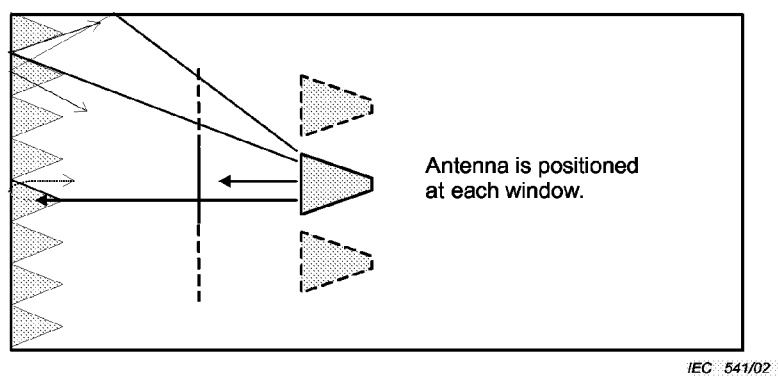 Antenna is positioned
at each window.
IEC 541/02